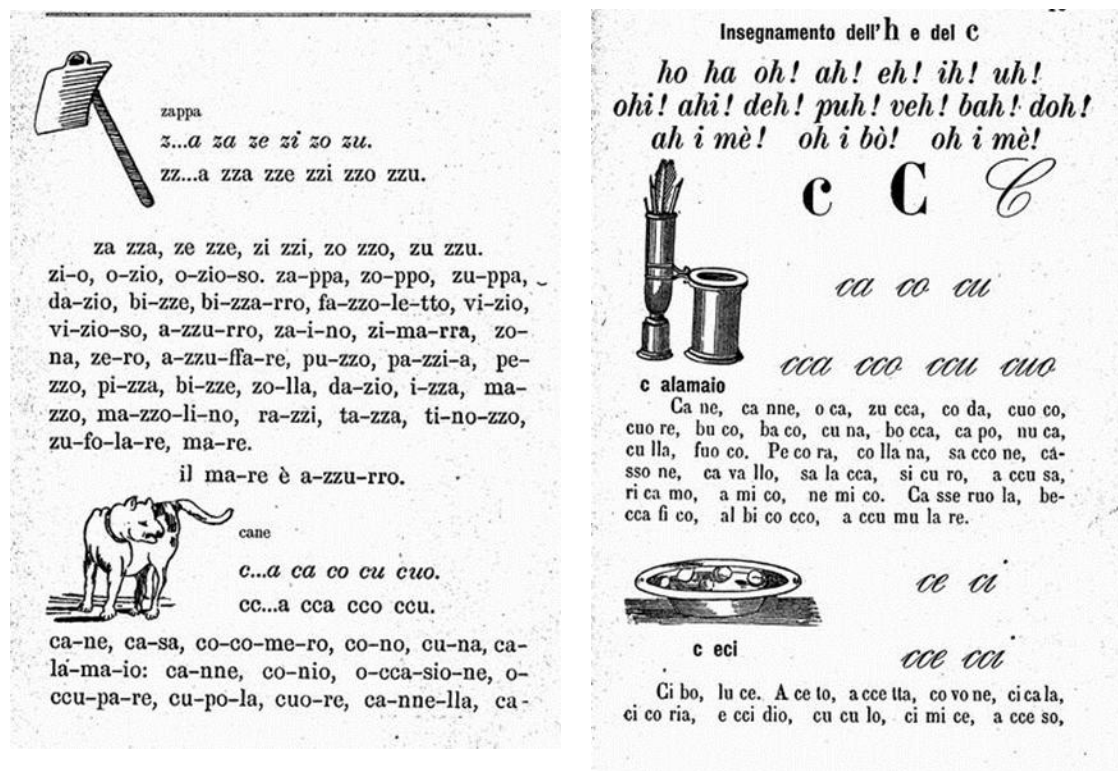 zappa
z...a za ze zi zo zu.
zz...a zza zze zzi zzo zzu.
za zza, ze zze, zi zzi, zo zzo, zu zzu.
zi-o, o-zio, o-zio-so. za-ppa, zo-ppo, zu-ppa,
da-zio, bi-zze, bi-zza-rro, fa-zzo-le-tto, vi-zio,
vi-zio-so, a-zzu-rro, za-i-no, zi-ma-rra, zo-
na, ze-ro, a-zzu-ffa-re, pu-zzo, pa-zzi-a, pe-
zzo, pi-zza, bi-zze, zo-lla, da-zio, i-zza, ma-
zzo, ma-zzo-li-no, ra-zzi, ta-zza, ti-no-zzo,
zu-fo-la-re, ma-re.
il ma-re è a-zzu-rro.
cane
c...a ca co cu cuo.
cc...a cca cco ccu.
ca-ne, ca-sa, co-co-me-ro, co-no, cu-na, ca-
la-ma-io: ca-nne, co-nio, o-cca-sio-ne, o-
ccu-pa-re, cu-po-la, cuo-re, ca-nne-lla, ca-
Insegnamento dell'h e del c
ho ha oh! ah! eh! ih! uh!
ohi! ahi! deh! puh! veh! bah! doh!
ah i mè! oh i bò! oh i mè!
c C C
ca co cu
cca cco ccu cuo
c alamaio
Ca ne, ca nne, o ca, zu cca, co da, cuo co,
cuo re, bu co, ba co, cu na, bo cca, ca po, nu ca,
cu lla, fuo co. Pe co ra, co lla na, sa cco ne, ca-
sso ne, ca va llo, sa la cca, si cu ro, a ccu sa,
ri ca mo, a mi co, ne mi co. Ca sse ruo la, be-
cca fi co, al bi co cco, a ccu mu la re.
ce ci
c eci
cce cci
Ci bo, lu ce. A ce to, a cce tta, co vo ne, ci ca la,
ci co ria, e cci dio, cu cu lo, ci mi ce, a cce so,